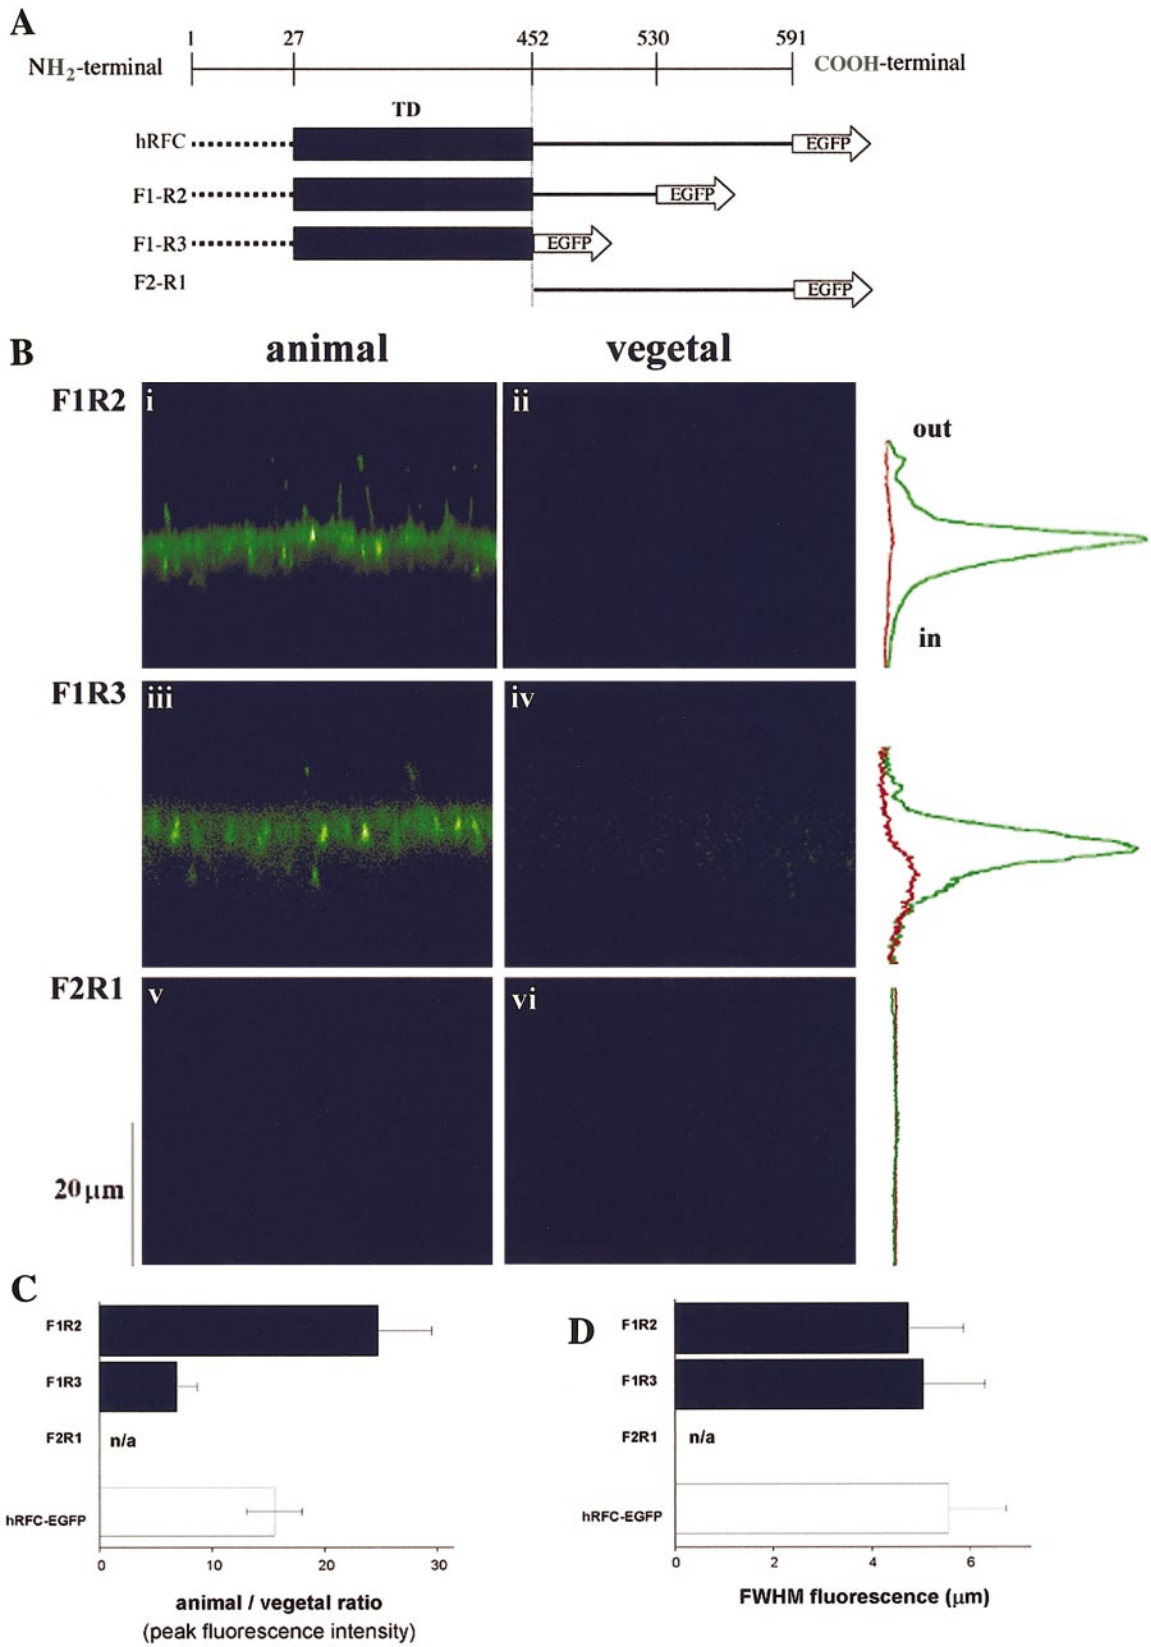 A
1 27 452 530 591
NH2-terminal COOH-terminal
TD
hRFC EGFP
F1-R2 EGFP
F1-R3 EGFP
F2-R1 EGFP
B animal vegetal
F1R2 i ii
out
in
F1R3 iii iv
F2R1 v vi
20 µm
C
F1R2
F1R3
F2R1 n/a
hRFC-EGFP
0 10 20 30
animal / vegetal ratio
(peak fluorescence intensity)
D
F1R2
F1R3
F2R1 n/a
hRFC-EGFP
0 2 4 6
FWHM fluorescence (µm)